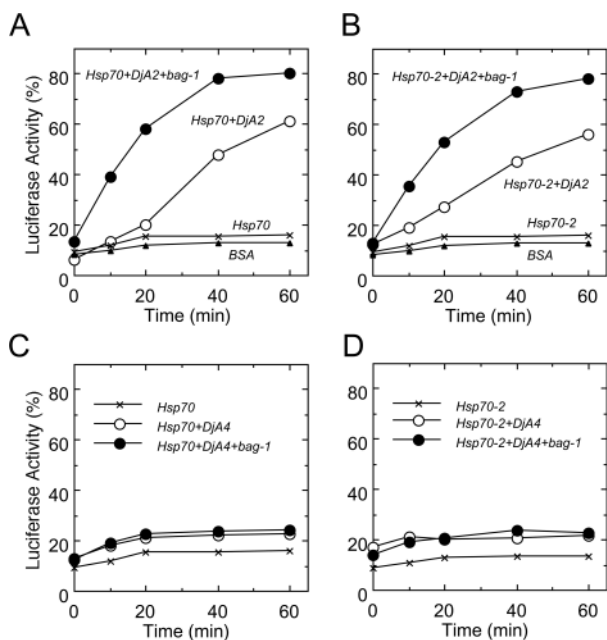 A
Luciferase Activity (%)
80
60
40
20
0
Hsp70+DjA2+bag-1
Hsp70+DjA2
Hsp70
BSA
0 20 40 60
Time (min)
B
80
60
40
20
0
Hsp70-2+DjA2+bag-1
Hsp70-2+DjA2
Hsp70-2
BSA
0 20 40 60
Time (min)
C
Luciferase Activity (%)
80
60
40
20
0
Hsp70
Hsp70+DjA4
Hsp70+DjA4+bag-1
0 20 40 60
Time (min)
D
80
60
40
20
0
Hsp70-2
Hsp70-2+DjA4
Hsp70-2+DjA4+bag-1
0 20 40 60
Time (min)